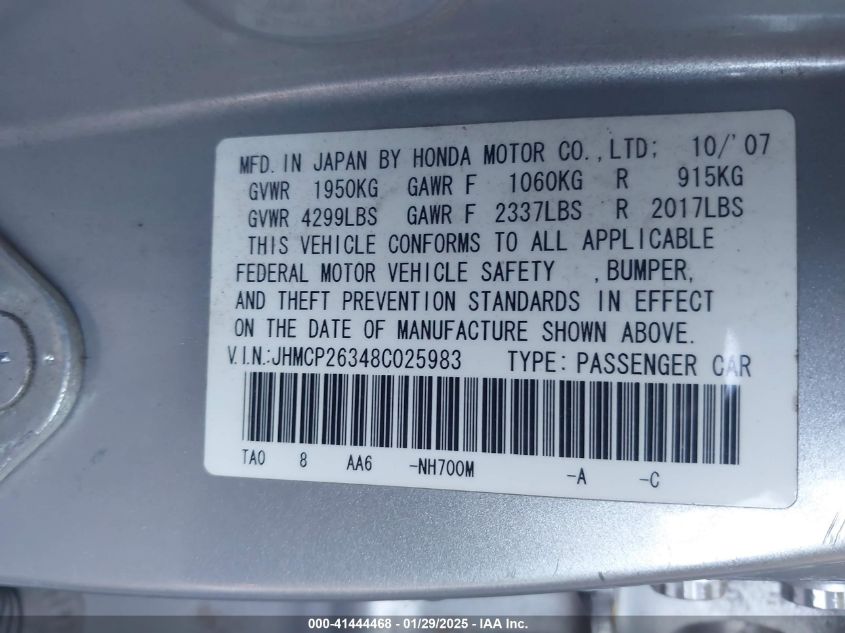 MFD. IN JAPAN BY HONDA MOTOR CO.,LTD; 10/'07
GVWR 1950KG GAWR F 1060KG R 915KG
GVWR 4299LBS GAWR F 2337LBS R 2017LBS
THIS VEHICLE CONFORMS TO ALL APPLICABLE
FEDERAL MOTOR VEHICLE SAFETY ,BUMPER,
AND THEFT PREVENTION STANDARDS IN EFFECT
ON THE DATE OF MANUFACTURE SHOWN ABOVE.
V.I.N.:JHMCP26348C025983 TYPE: PASSENGER CAR
TA0 8 AA6 -NH700M -A -C
000-41444468 - 01/29/2025 - IAA Inc.